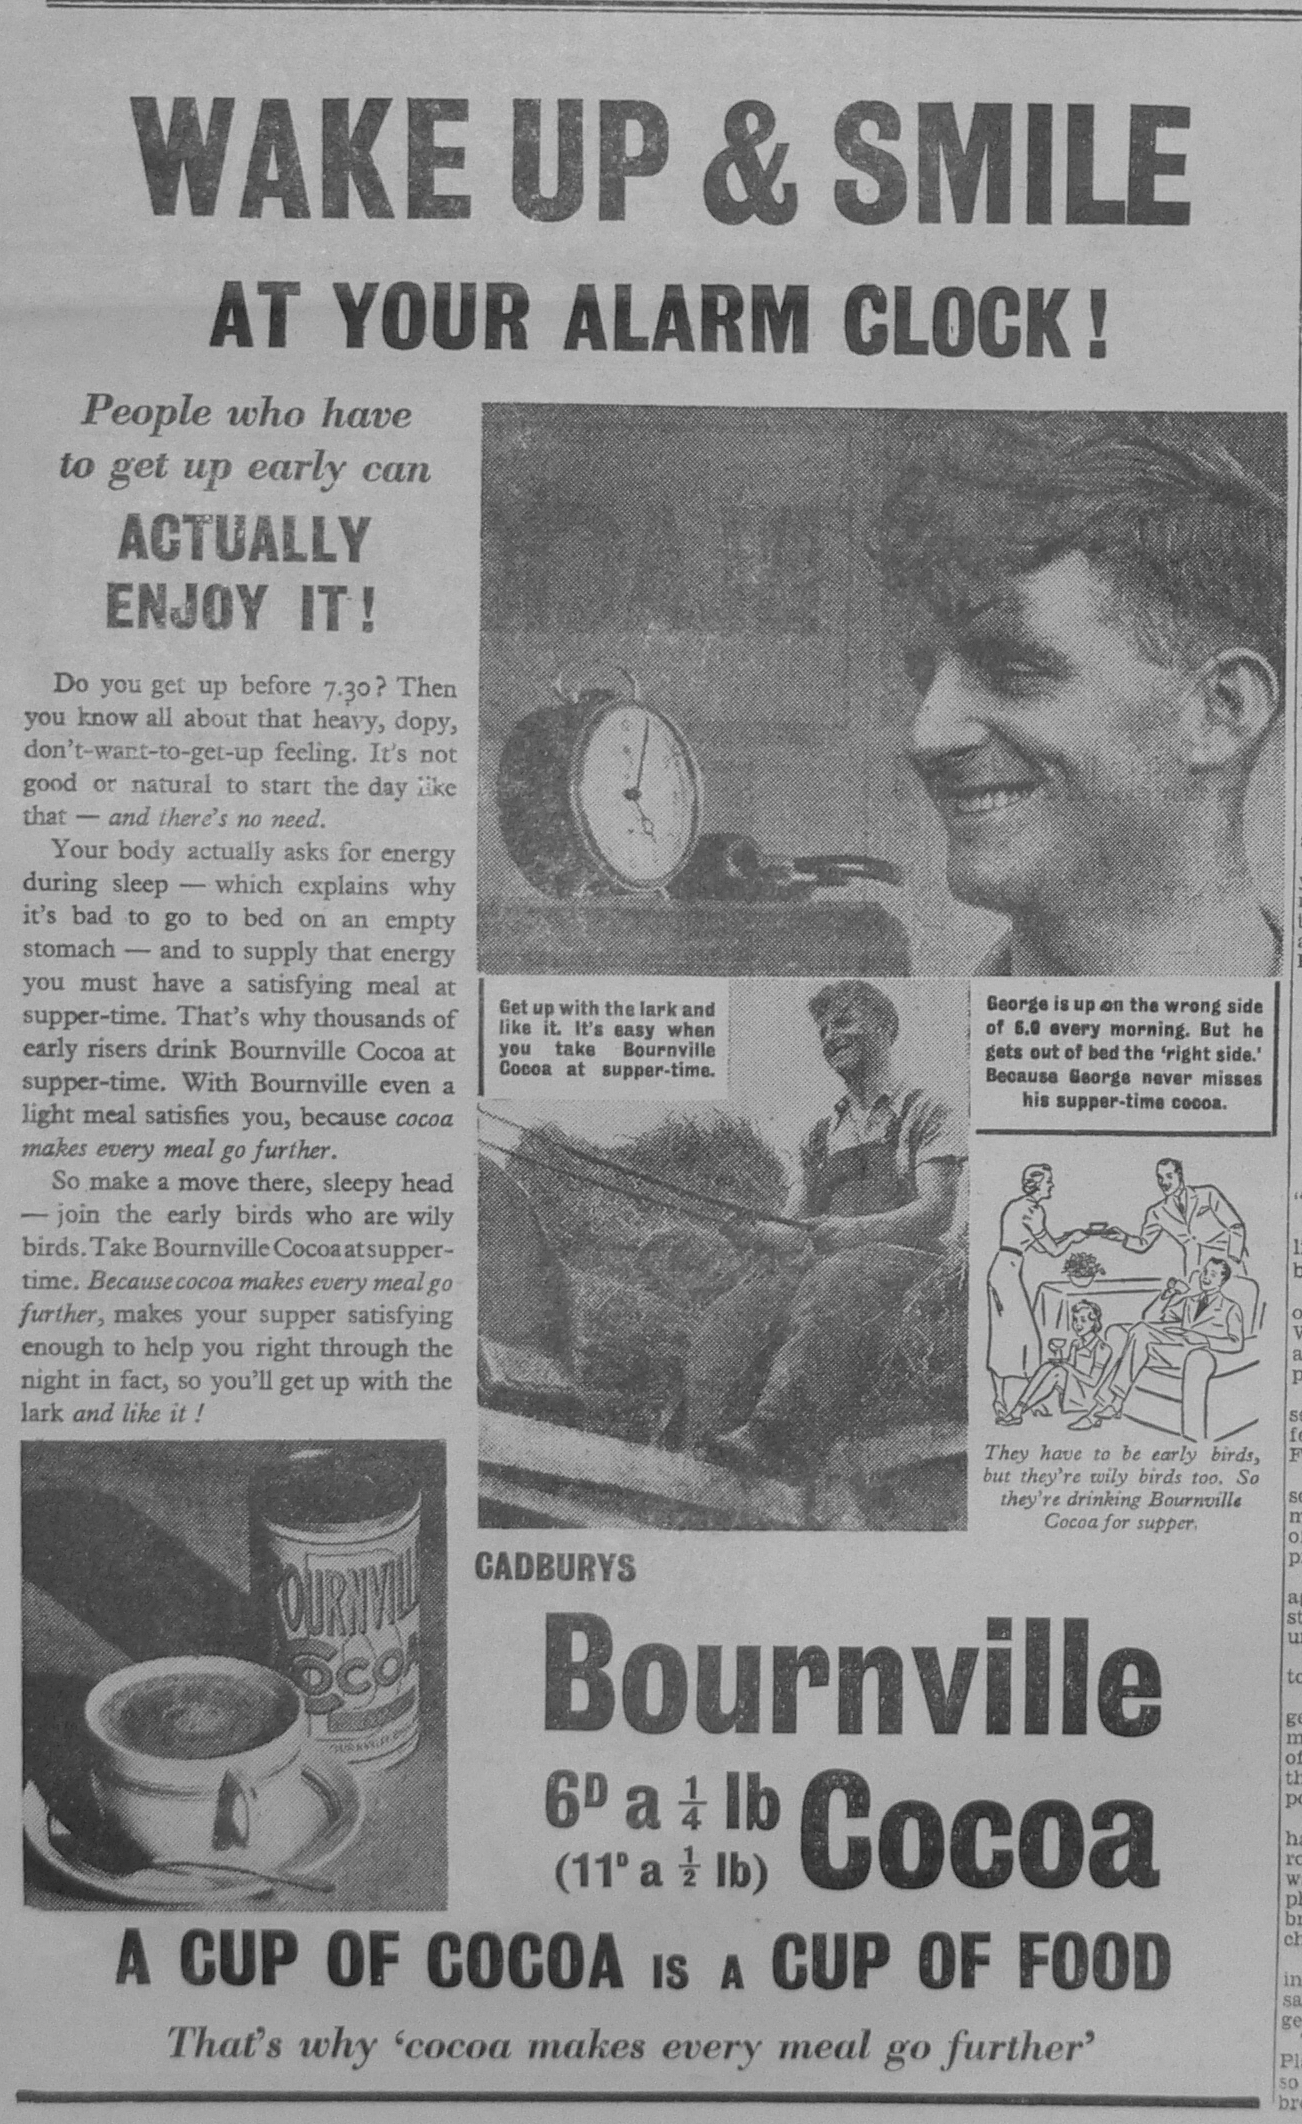 WAKE UP & SMILE
AT YOUR ALARM CLOCK!
People who have
to get up early can
ACTUALLY
ENJOY IT!
Do you get up before 7.30? Then
you know all about that heavy, dopy,
don't-want-to-get-up feeling. It's not
good or natural to start the day like
that — and there's no need.
Your body actually asks for energy
during sleep — which explains why
it's bad to go to bed on an empty
stomach — and to supply that energy
you must have a satisfying meal at
supper-time. That's why thousands of
early risers drink Bournville Cocoa at
supper-time. With Bournville even a
light meal satisfies you, because cocoa
makes every meal go further.
So make a move there, sleepy head
— join the early birds who are wily
birds. Take Bournville Cocoa at supper-
time. Because cocoa makes every meal go
further, makes your supper satisfying
enough to help you right through the
night in fact, so you'll get up with the
lark and like it!
Get up with the lark and
like it. It's easy when
you take Bournville
Cocoa at supper-time.
George is up on the wrong side
of 6.0 every morning. But he
gets out of bed the 'right side.'
Because George never misses
his supper-time cocoa.
They have to be early birds,
but they're wily birds too. So
they're drinking Bournville
Cocoa for supper.
OURNVILL
COCO
CADBURYS
Bournville
6D a ¼ lb Cocoa
(11D a ½ lb)
A CUP OF COCOA IS A CUP OF FOOD
That's why 'cocoa makes every meal go further'